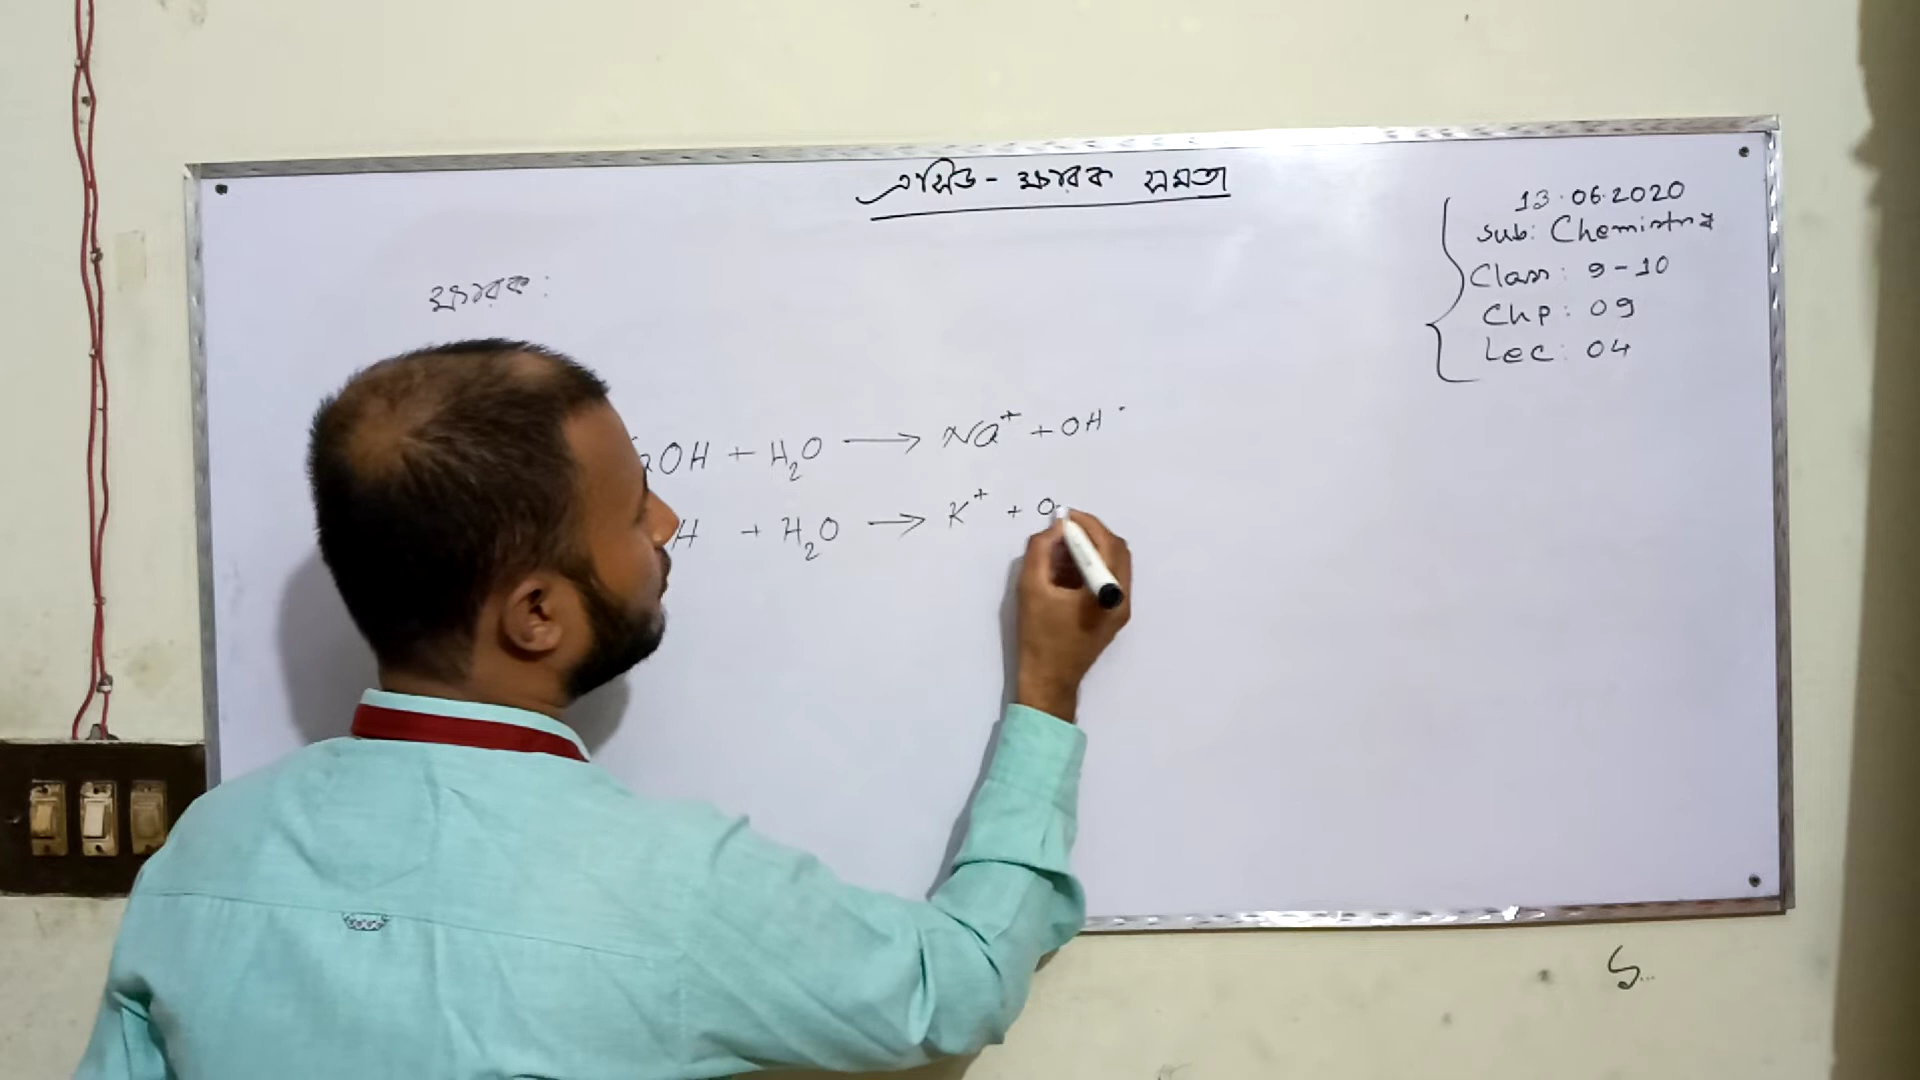 এসিড - ক্ষারক সমতা
13.06.2020
Sub: Chemistry
Class: 9-10
Chp: 09
Lec: 04
ক্ষারক:
aOH + H₂O ⟶ Na⁺ + OH⁻
H + H₂O ⟶ K⁺ + O
S...